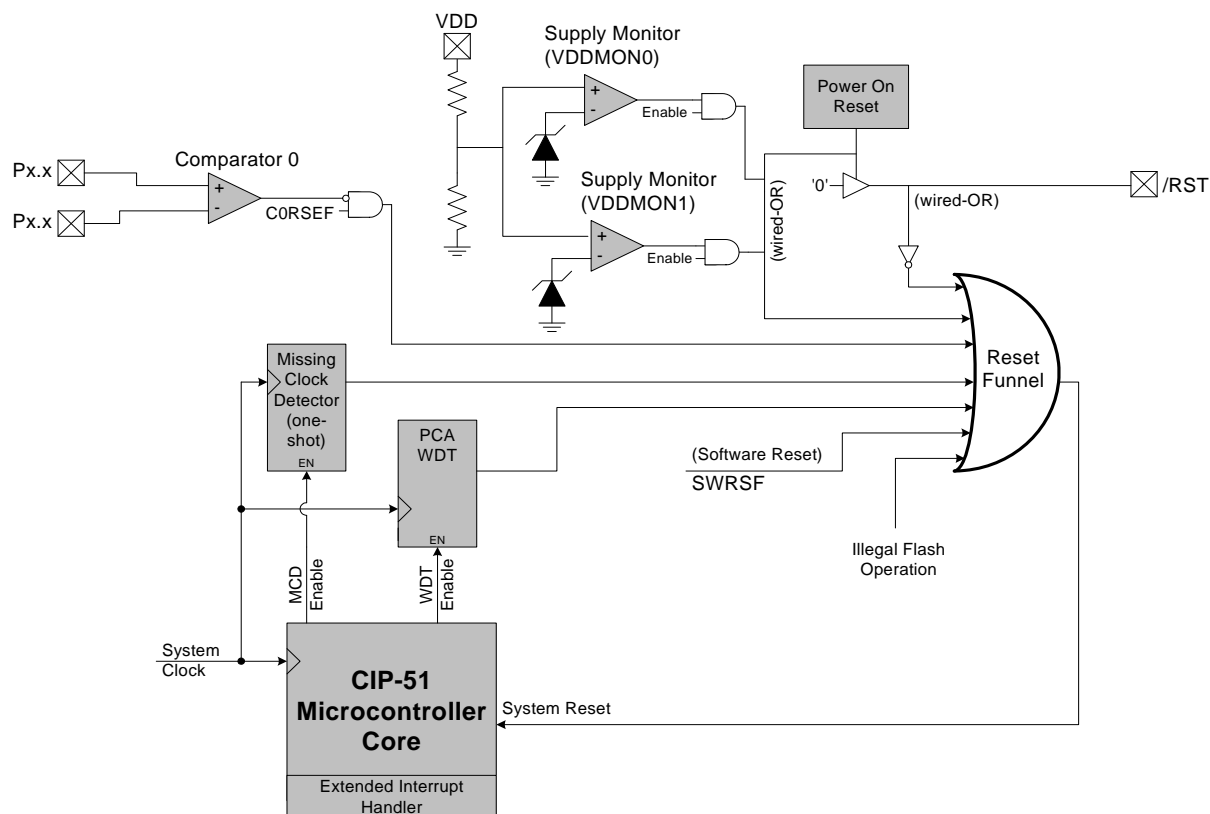 VDD
Supply Monitor
(VDDMON0)
+
-
Enable
Power On
Reset
Px.x
Px.x
Comparator 0
+
-
C0RSEF
Supply Monitor
(VDDMON1)
+
-
Enable
(wired-OR)
'0'
(wired-OR)
/RST
Reset
Funnel
Missing
Clock
Detector
(one-
shot)
EN
PCA
WDT
EN
(Software Reset)
SWRSF
Illegal Flash
Operation
MCD
Enable
WDT
Enable
System
Clock
CIP-51
Microcontroller
Core
System Reset
Extended Interrupt
Handler